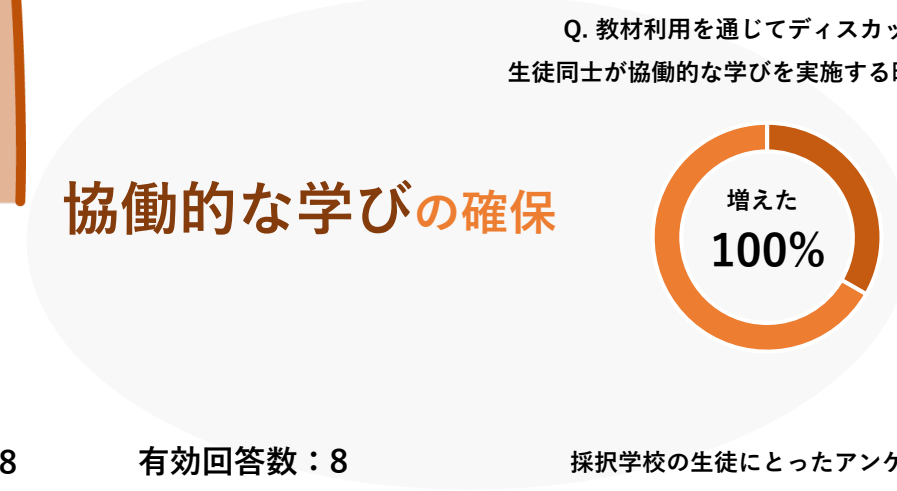 Q. 教材利用を通じてディスカッ
生徒同士が協働的な学びを実施する
協働的な学びの確保
増えた
100%
8
有効回答数：8
採択学校の生徒にとったアンケ